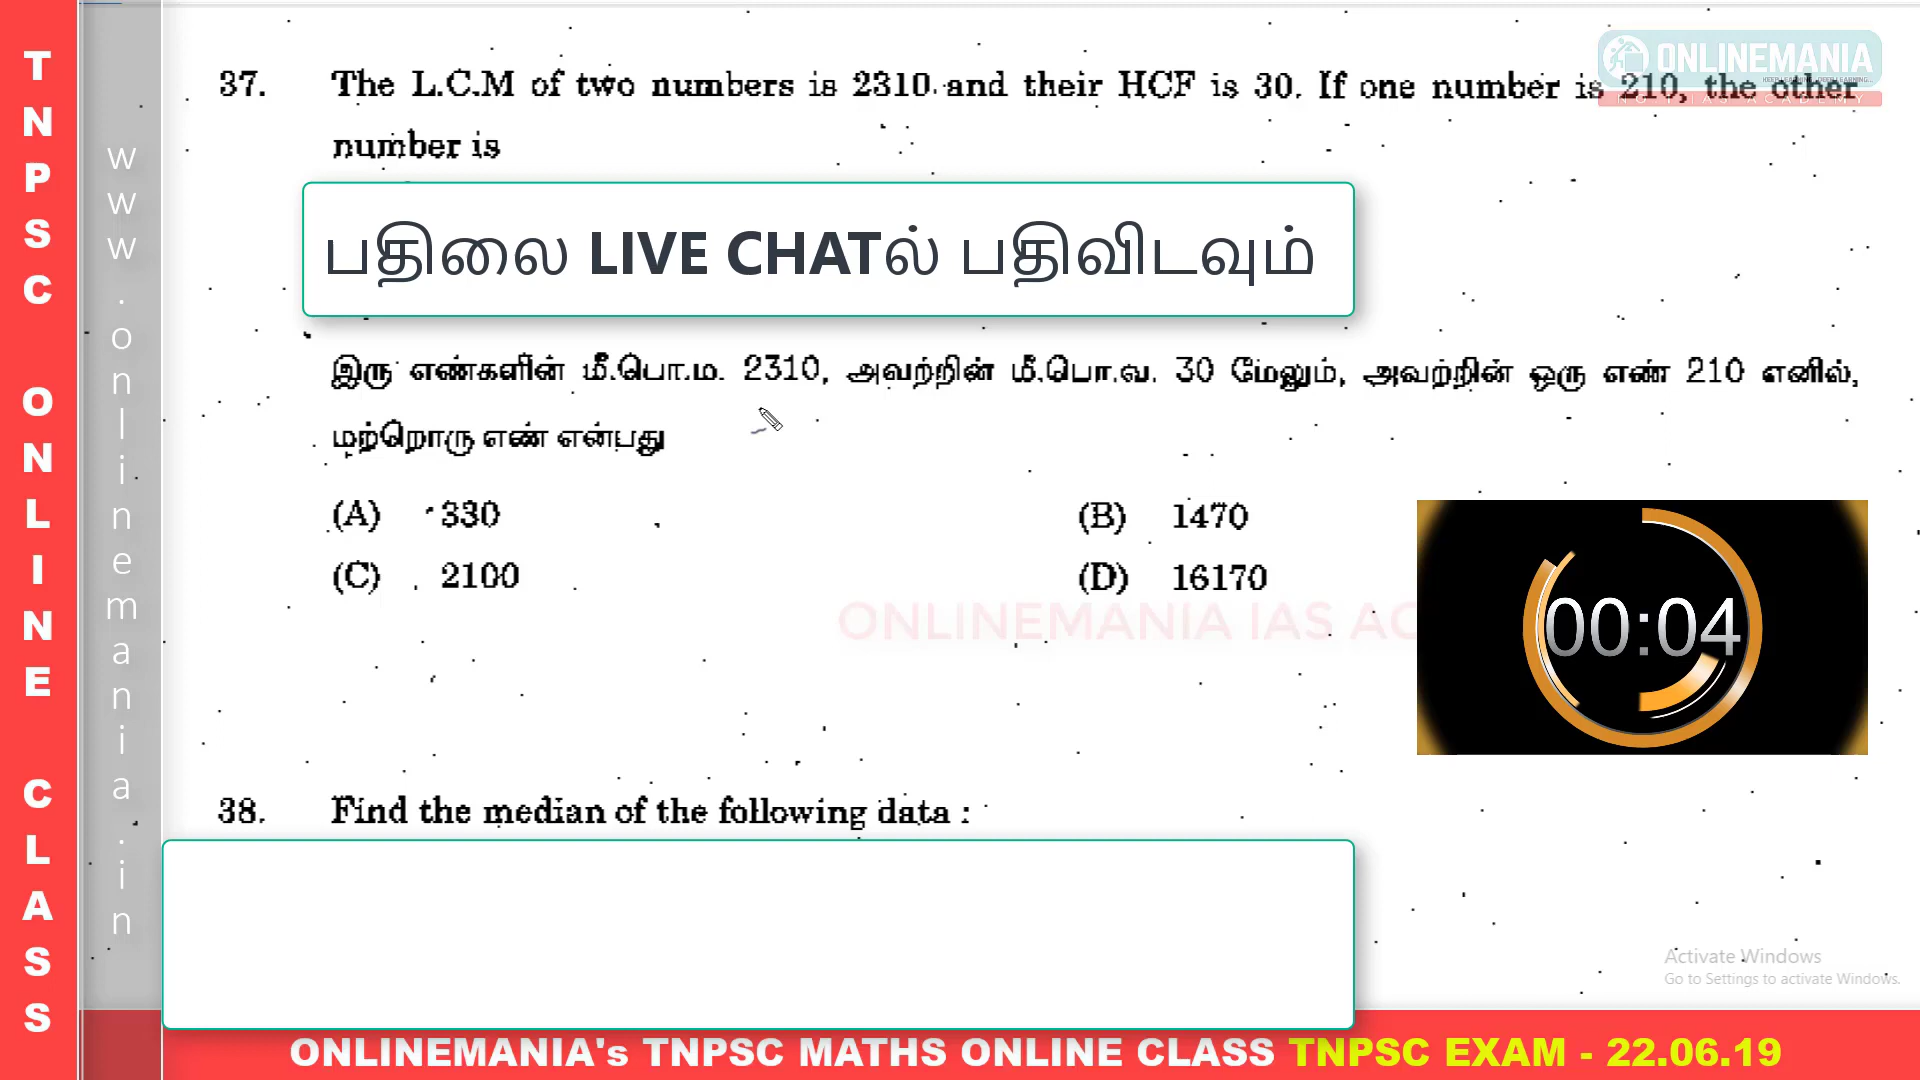 TNPSC ONLINE CLASS
www.onlinemania.in
ONLINEMANIA
37. The L.C.M of two numbers is 2310 and their HCF is 30. If one number is 210, the other
number is
பதிலை LIVE CHATல் பதிவிடவும்
இரு எண்களின் மீ.பொ.ம. 2310, அவற்றின் மீ.பொ.வ. 30 மேலும், அவற்றின் ஒரு எண் 210 எனில்,
மற்றொரு எண் என்பது
(A) 330 (B) 1470
(C) 2100 (D) 16170
ONLINEMANIA IAS AC
00:04
38. Find the median of the following data :
Activate Windows
Go to Settings to activate Windows.
ONLINEMANIA's TNPSC MATHS ONLINE CLASS TNPSC EXAM - 22.06.19